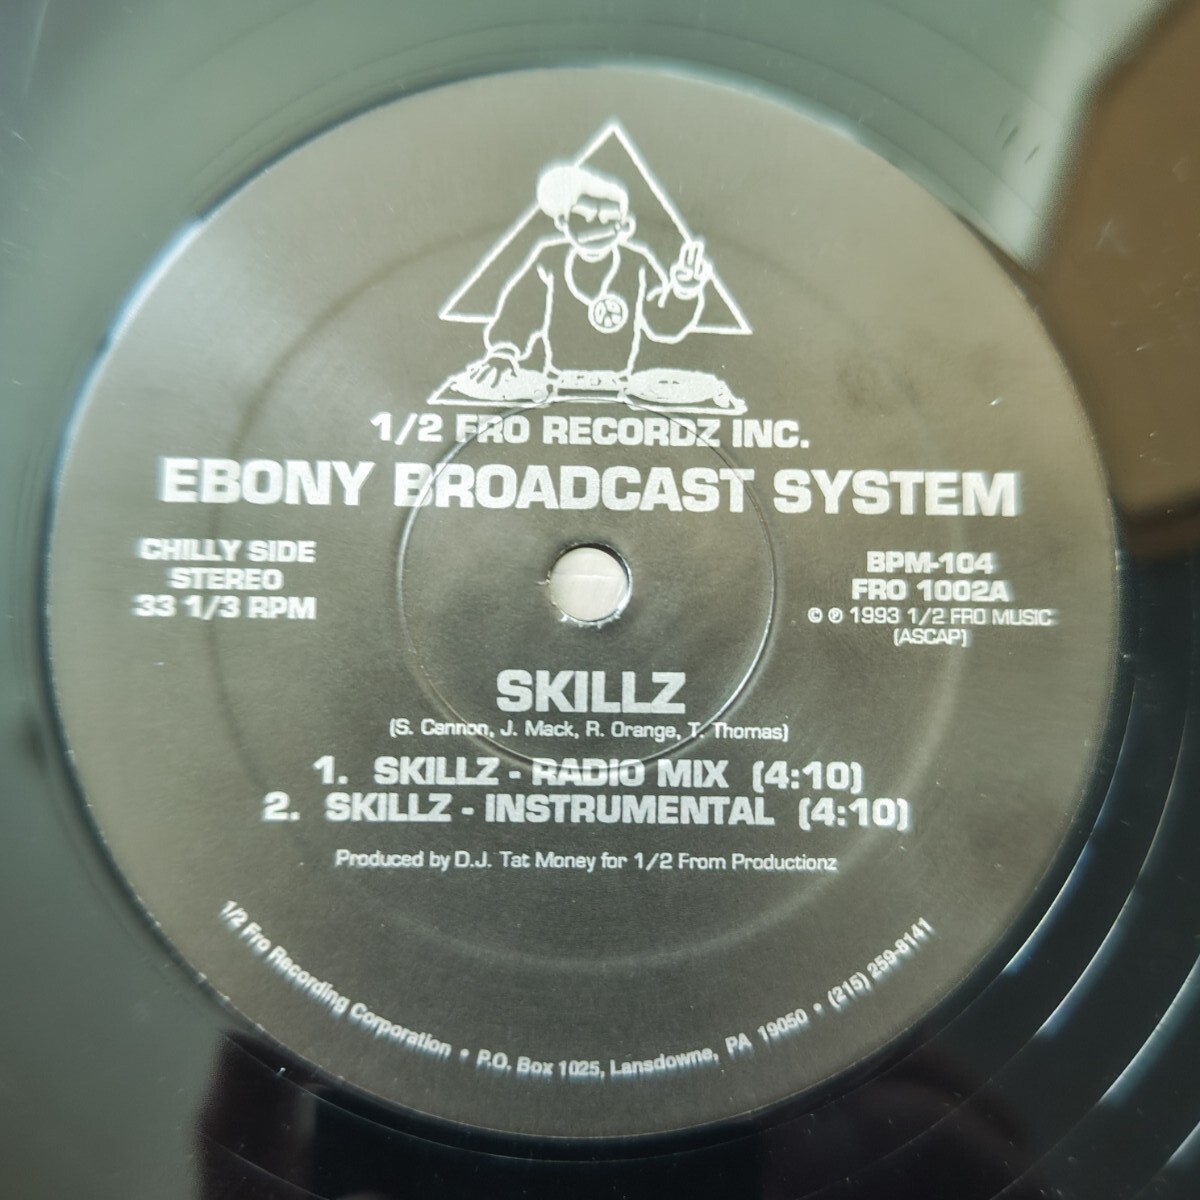 1/2 FRO RECORDZ INC.
EBONY BROADCAST SYSTEM
CHILLY SIDE
STEREO
33 1/3 RPM
BPM-104
FRO 1002A
© ℗ 1993 1/2 FRO MUSIC
(ASCAP)
SKILLZ
(S. Cannon, J. Mack, R. Orange, T. Thomas)
1. SKILLZ - RADIO MIX (4:10)
2. SKILLZ - INSTRUMENTAL (4:10)
Produced by D.J. Tat Money for 1/2 From Productionz
1/2 Fro Recording Corporation • P.O. Box 1025, Lansdowne, PA 19050 • (215) 259-8141